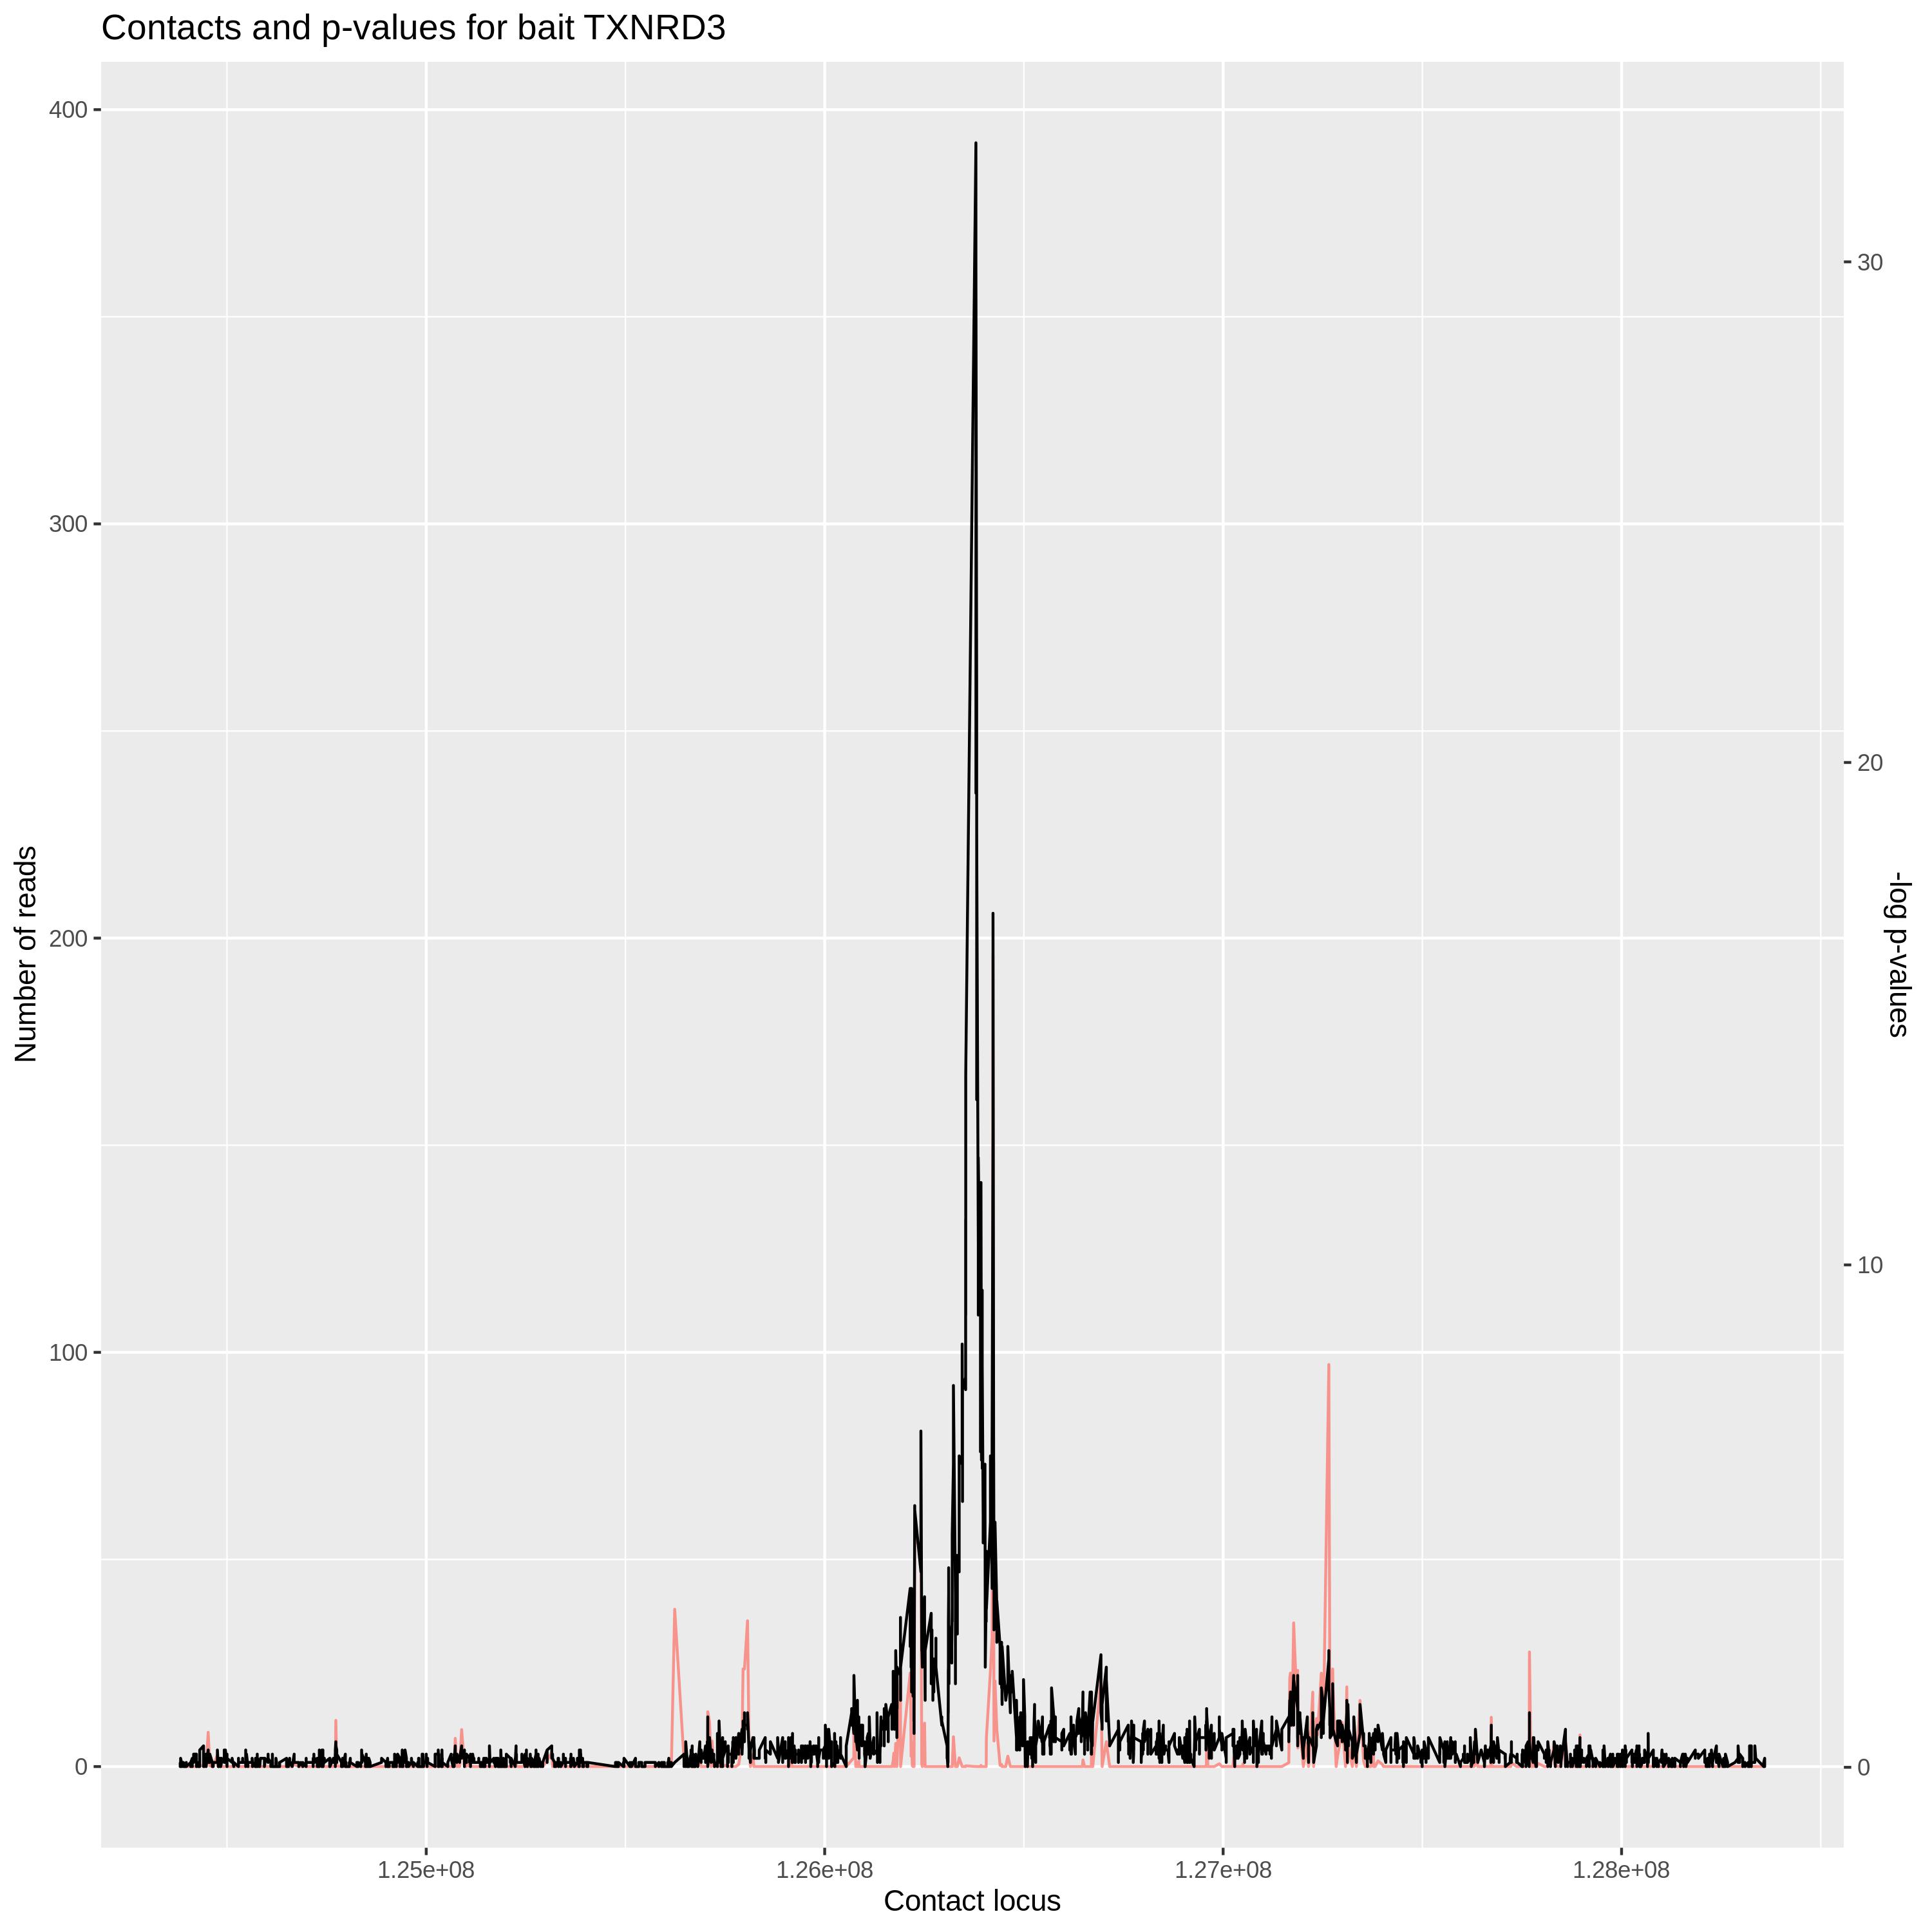 Contacts and p-values for bait TXNRD3
400
300
200
100
0
Number of reads
30
20
10
0
-log p-values
1.25e+08
1.26e+08
1.27e+08
1.28e+08
Contact locus